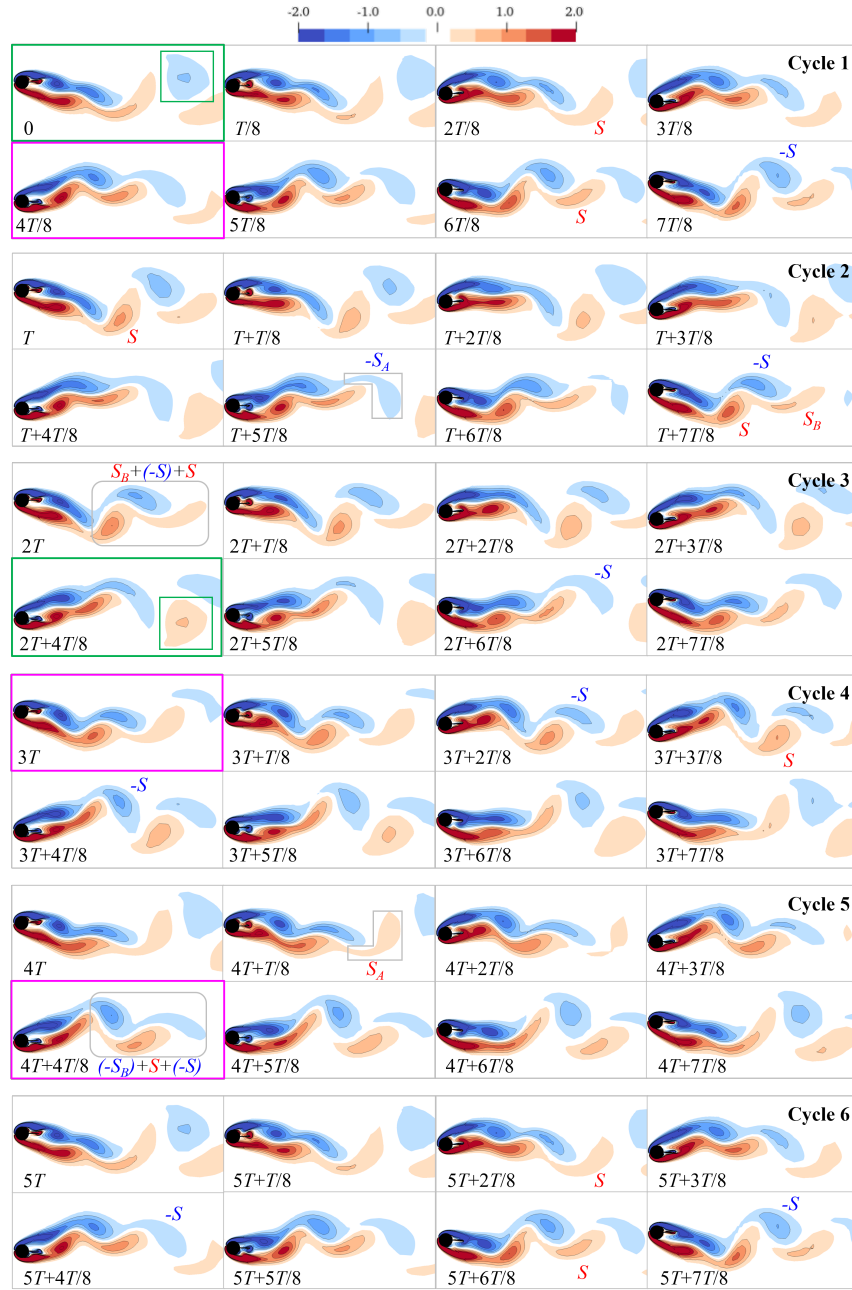 -2.0 -1.0 0.0 1.0 2.0
Cycle 1
0 T/8 2T/8 S 3T/8
-S
4T/8 5T/8 6T/8 S 7T/8
Cycle 2
T S T+T/8 T+2T/8 T+3T/8
-S_A -S
T+4T/8 T+5T/8 T+6T/8 T+7T/8 S S_B
S_B+(-S)+S Cycle 3
2T 2T+T/8 2T+2T/8 2T+3T/8
-S
2T+4T/8 2T+5T/8 2T+6T/8 2T+7T/8
-S Cycle 4
3T 3T+T/8 3T+2T/8 3T+3T/8 S
-S
3T+4T/8 3T+5T/8 3T+6T/8 3T+7T/8
Cycle 5
4T 4T+T/8 S_A 4T+2T/8 4T+3T/8
4T+4T/8 (-S_B)+S+(-S) 4T+5T/8 4T+6T/8 4T+7T/8
Cycle 6
5T 5T+T/8 5T+2T/8 S 5T+3T/8
-S -S
5T+4T/8 5T+5T/8 5T+6T/8 S 5T+7T/8